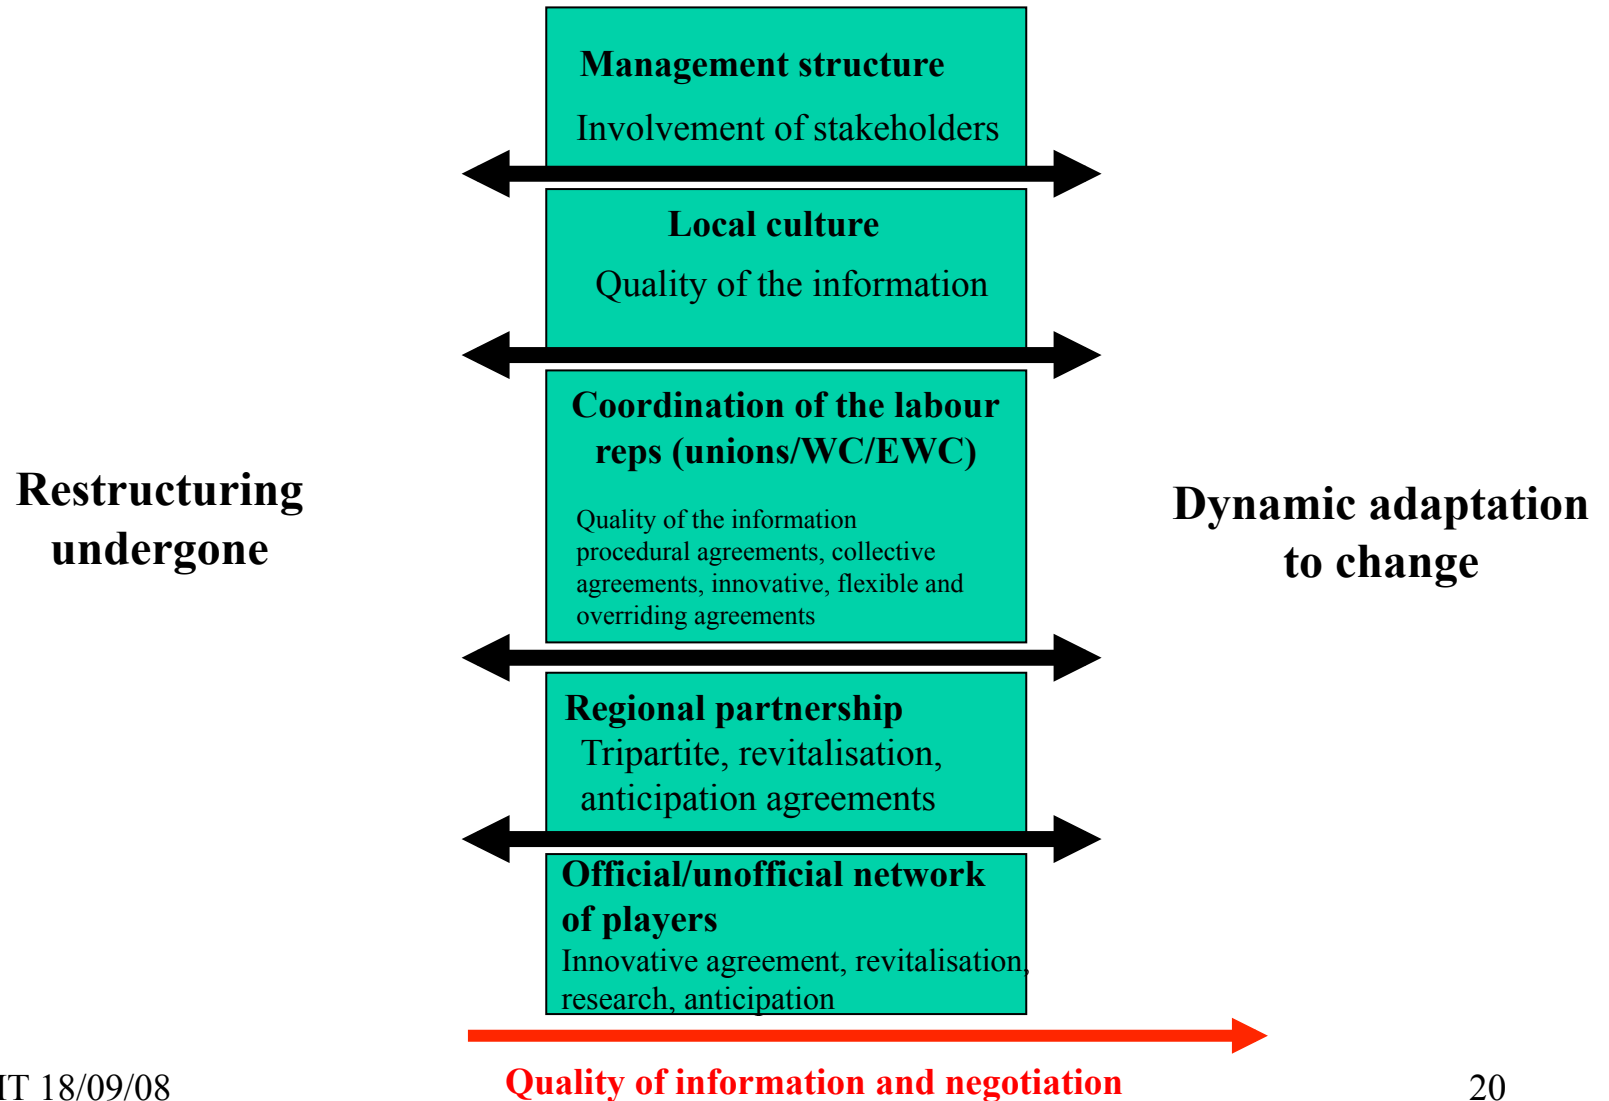 Management structure
Involvement of stakeholders
Local culture
Quality of the information
Coordination of the labour
reps (unions/WC/EWC)
Quality of the information
procedural agreements, collective
agreements, innovative, flexible and
overriding agreements
Restructuring
undergone
Dynamic adaptation
to change
Regional partnership
Tripartite, revitalisation,
anticipation agreements
Official/unofficial network
of players
Innovative agreement, revitalisation,
research, anticipation
Quality of information and negotiation
IT 18/09/08
20